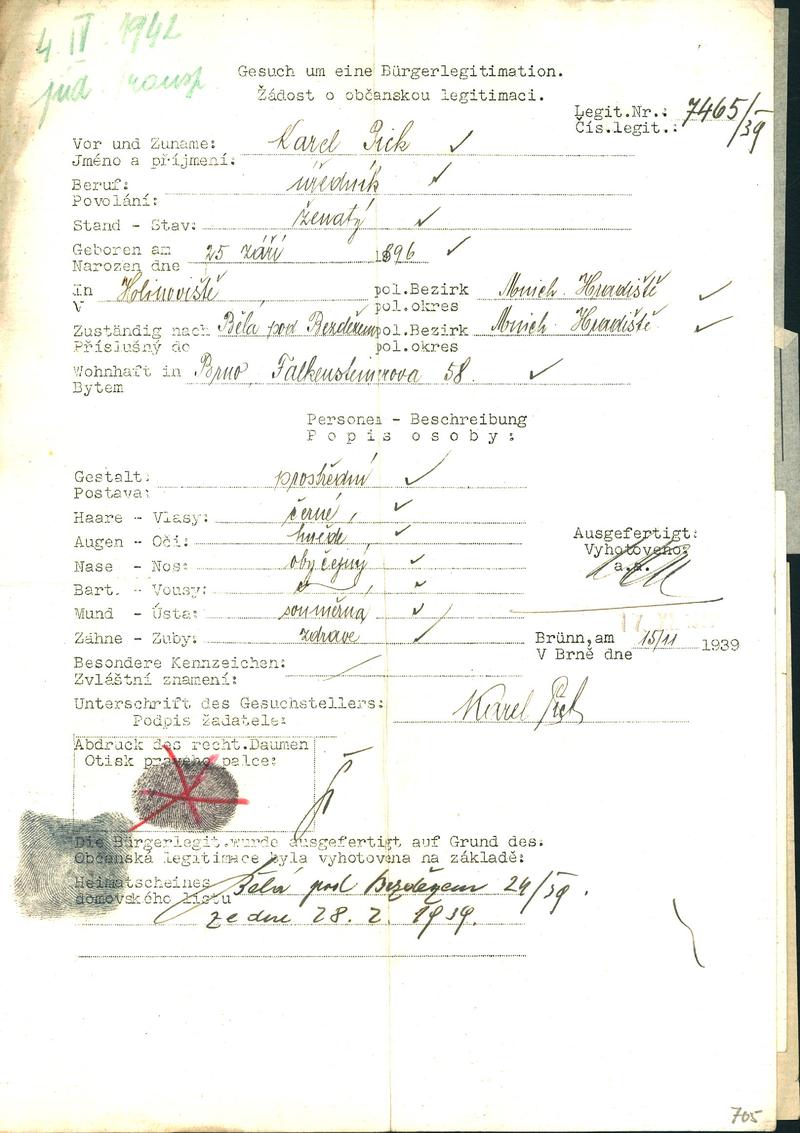 4 IV 1942
žid transp
Gesuch um eine Bürgerlegitimation.
Žádost o občanskou legitimaci.
Legit.Nr.: 7465/39
Čís.legit.:
Vor und Zuname: Karel Pick
Jméno a příjmení:
Beruf: úředník
Povolání:
Stand - Stav: ženatý
Geboren am 25 září 1896
Narozen dne
In Holinoviště pol.Bezirk Mnich. Hradiště
V pol.okres
Zuständig nach Bělá pod Bezdězem pol.Bezirk Mnich. Hradiště
Příslušný do pol.okres
Wohnhaft in Brno, Falkensteinerova 58.
Bytem
Personen - Beschreibung
Popis osoby:
Gestalt: prostřední
Postava:
Haare - Vlasy: černé,
Augen - Oči: hnědé
Nase - Nos: obyčejný
Bart. - Vousy:
Mund - Ústa: souměrná
Zähne - Zuby: zdravé
Ausgefertigt:
Vyhotoveno:
a.a.
Brünn,am 15/11 1939
V Brně dne
Besondere Kennzeichen:
Zvláštní znamení:
Unterschrift des Gesuchstellers: Karel Pick
Podpis žadatele:
Abdruck des recht.Daumen
Otisk pravého palce:
Die Bürgerlegit.wurde ausgefertigt auf Grund des:
Občanská legitimace byla vyhotovena na základě:
Heimatscheines Bělá pod Bezdězem 24/39.
domovského listu
ze dne 28. 2. 1939.
705